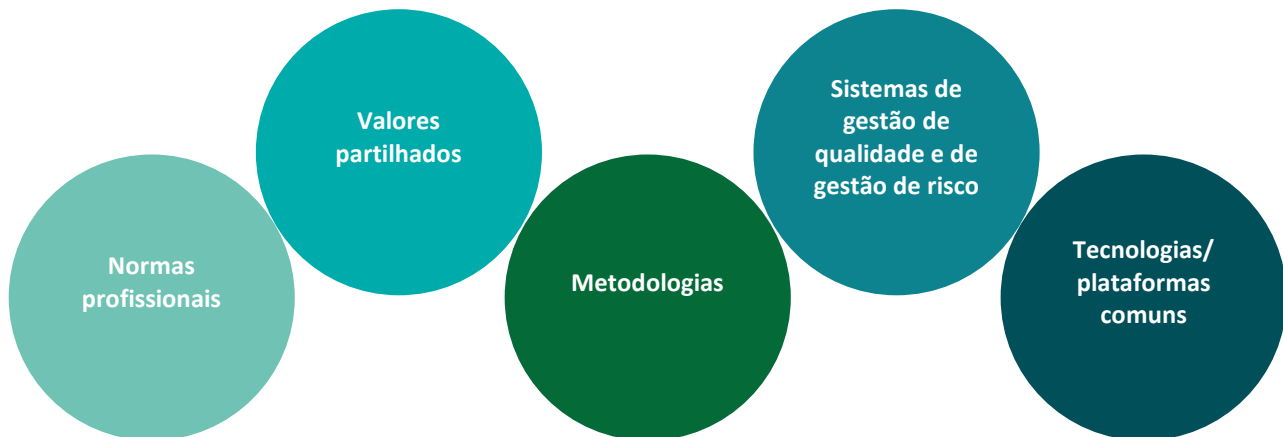 Normas
profissionais
Valores
partilhados
Metodologias
Sistemas de
gestão de
qualidade e de
gestão de risco
Tecnologias/
plataformas
comuns